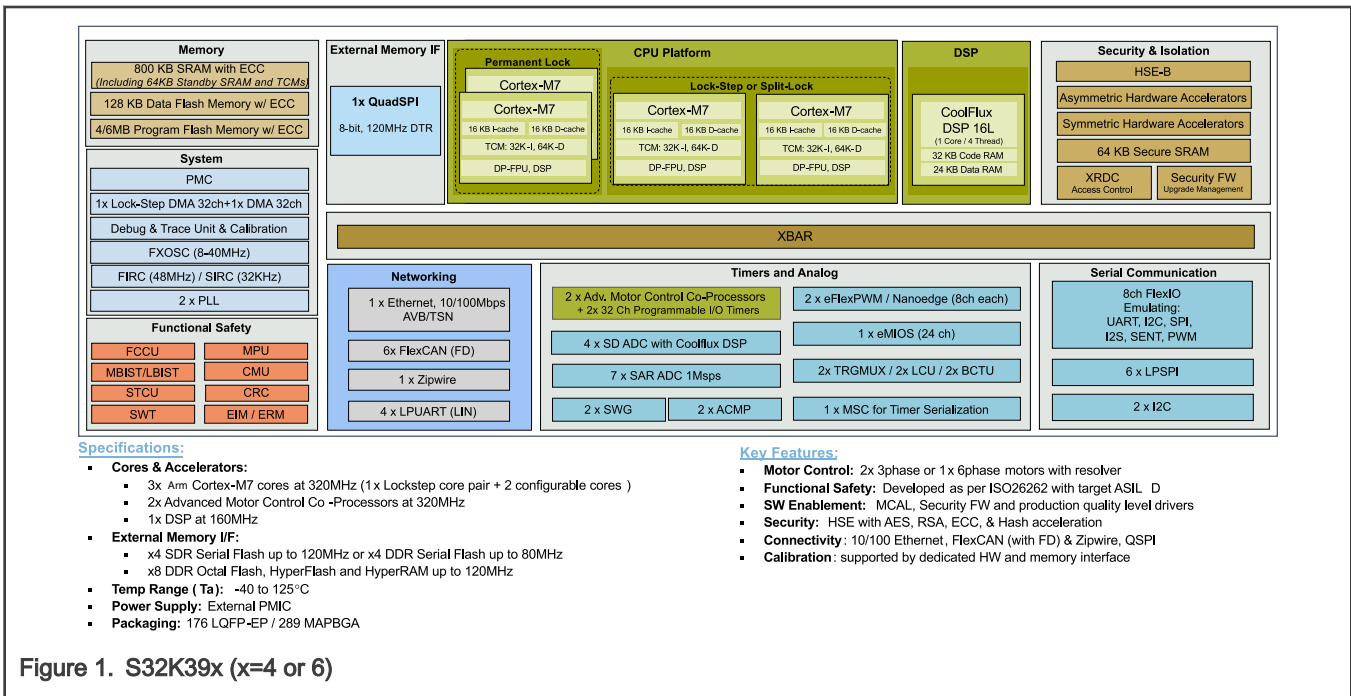 Memory
800 KB SRAM with ECC
(Including 64KB Standby SRAM and TCMs)
128 KB Data Flash Memory w/ ECC
4/6MB Program Flash Memory w/ ECC
System
PMC
1x Lock-Step DMA 32ch+1x DMA 32ch
Debug & Trace Unit & Calibration
FXOSC (8-40MHz)
FIRC (48MHz) / SIRC (32KHz)
2 x PLL
Functional Safety
FCCU
MPU
MBIST/LBIST
CMU
STCU
CRC
SWT
EIM / ERM
External Memory IF
1x QuadSPI
8-bit, 120MHz DTR
CPU Platform
Permanent Lock
Cortex-M7
Cortex-M7
16 KB I-cache
16 KB D-cache
TCM: 32K-I, 64K-D
DP-FPU, DSP
Lock-Step or Split-Lock
Cortex-M7
16 KB I-cache
16 KB D-cache
TCM: 32K-I, 64K-D
DP-FPU, DSP
Cortex-M7
16 KB I-cache
16 KB D-cache
TCM: 32K-I, 64K-D
DP-FPU, DSP
DSP
CoolFlux
DSP 16L
(1 Core / 4 Thread)
32 KB Code RAM
24 KB Data RAM
Security & Isolation
HSE-B
Asymmetric Hardware Accelerators
Symmetric Hardware Accelerators
64 KB Secure SRAM
XRDC
Access Control
Security FW
Upgrade Management
XBAR
Networking
1 x Ethernet, 10/100Mbps
AVB/TSN
6x FlexCAN (FD)
1 x Zipwire
4 x LPUART (LIN)
Timers and Analog
2 x Adv. Motor Control Co-Processors
+ 2x 32 Ch Programmable I/O Timers
4 x SD ADC with Coolflux DSP
7 x SAR ADC 1Msps
2 x SWG
2 x ACMP
2 x eFlexPWM / Nanoedge (8ch each)
1 x eMIOS (24 ch)
2x TRGMUX / 2x LCU / 2x BCTU
1 x MSC for Timer Serialization
Serial Communication
8ch FlexIO
Emulating:
UART, I2C, SPI,
I2S, SENT, PWM
6 x LPSPI
2 x I2C
Specifications:
▪ Cores & Accelerators:
▪ 3x Arm Cortex-M7 cores at 320MHz (1x Lockstep core pair + 2 configurable cores )
▪ 2x Advanced Motor Control Co -Processors at 320MHz
▪ 1x DSP at 160MHz
▪ External Memory I/F:
▪ x4 SDR Serial Flash up to 120MHz or x4 DDR Serial Flash up to 80MHz
▪ x8 DDR Octal Flash, HyperFlash and HyperRAM up to 120MHz
▪ Temp Range ( Ta): -40 to 125°C
▪ Power Supply: External PMIC
▪ Packaging: 176 LQFP-EP / 289 MAPBGA
Key Features:
▪ Motor Control: 2x 3phase or 1x 6phase motors with resolver
▪ Functional Safety: Developed as per ISO26262 with target ASIL D
▪ SW Enablement: MCAL, Security FW and production quality level drivers
▪ Security: HSE with AES, RSA, ECC, & Hash acceleration
▪ Connectivity: 10/100 Ethernet, FlexCAN (with FD) & Zipwire, QSPI
▪ Calibration: supported by dedicated HW and memory interface
Figure 1. S32K39x (x=4 or 6)